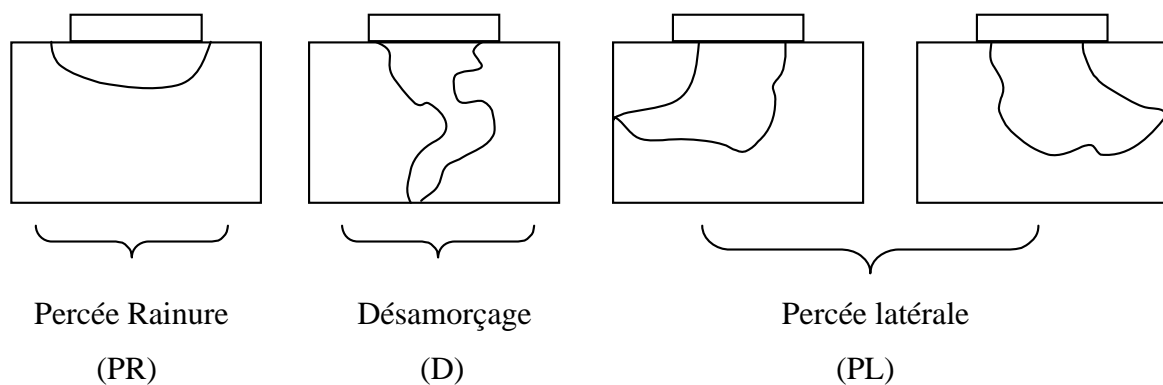 Percée Rainure
(PR)
Désamorçage
(D)
Percée latérale
(PL)